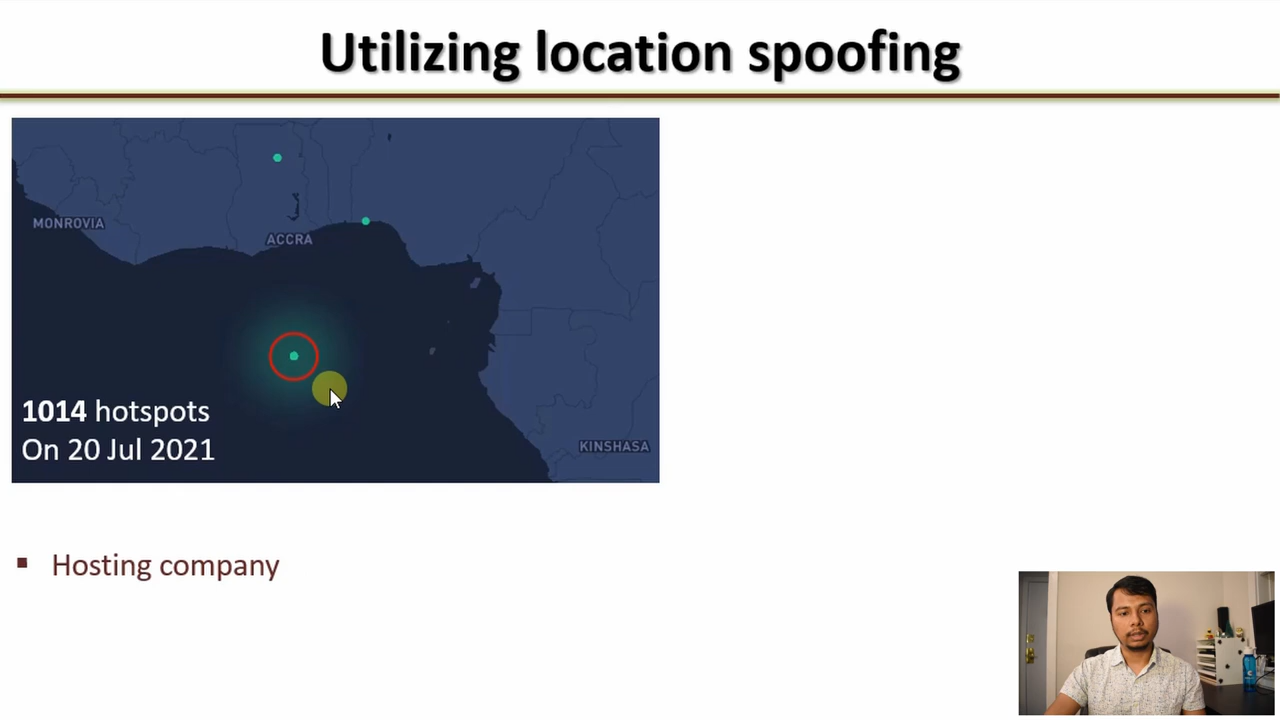 Utilizing location spoofing
MONROVIA
ACCRA
1014 hotspots
On 20 Jul 2021
KINSHASA
Hosting company